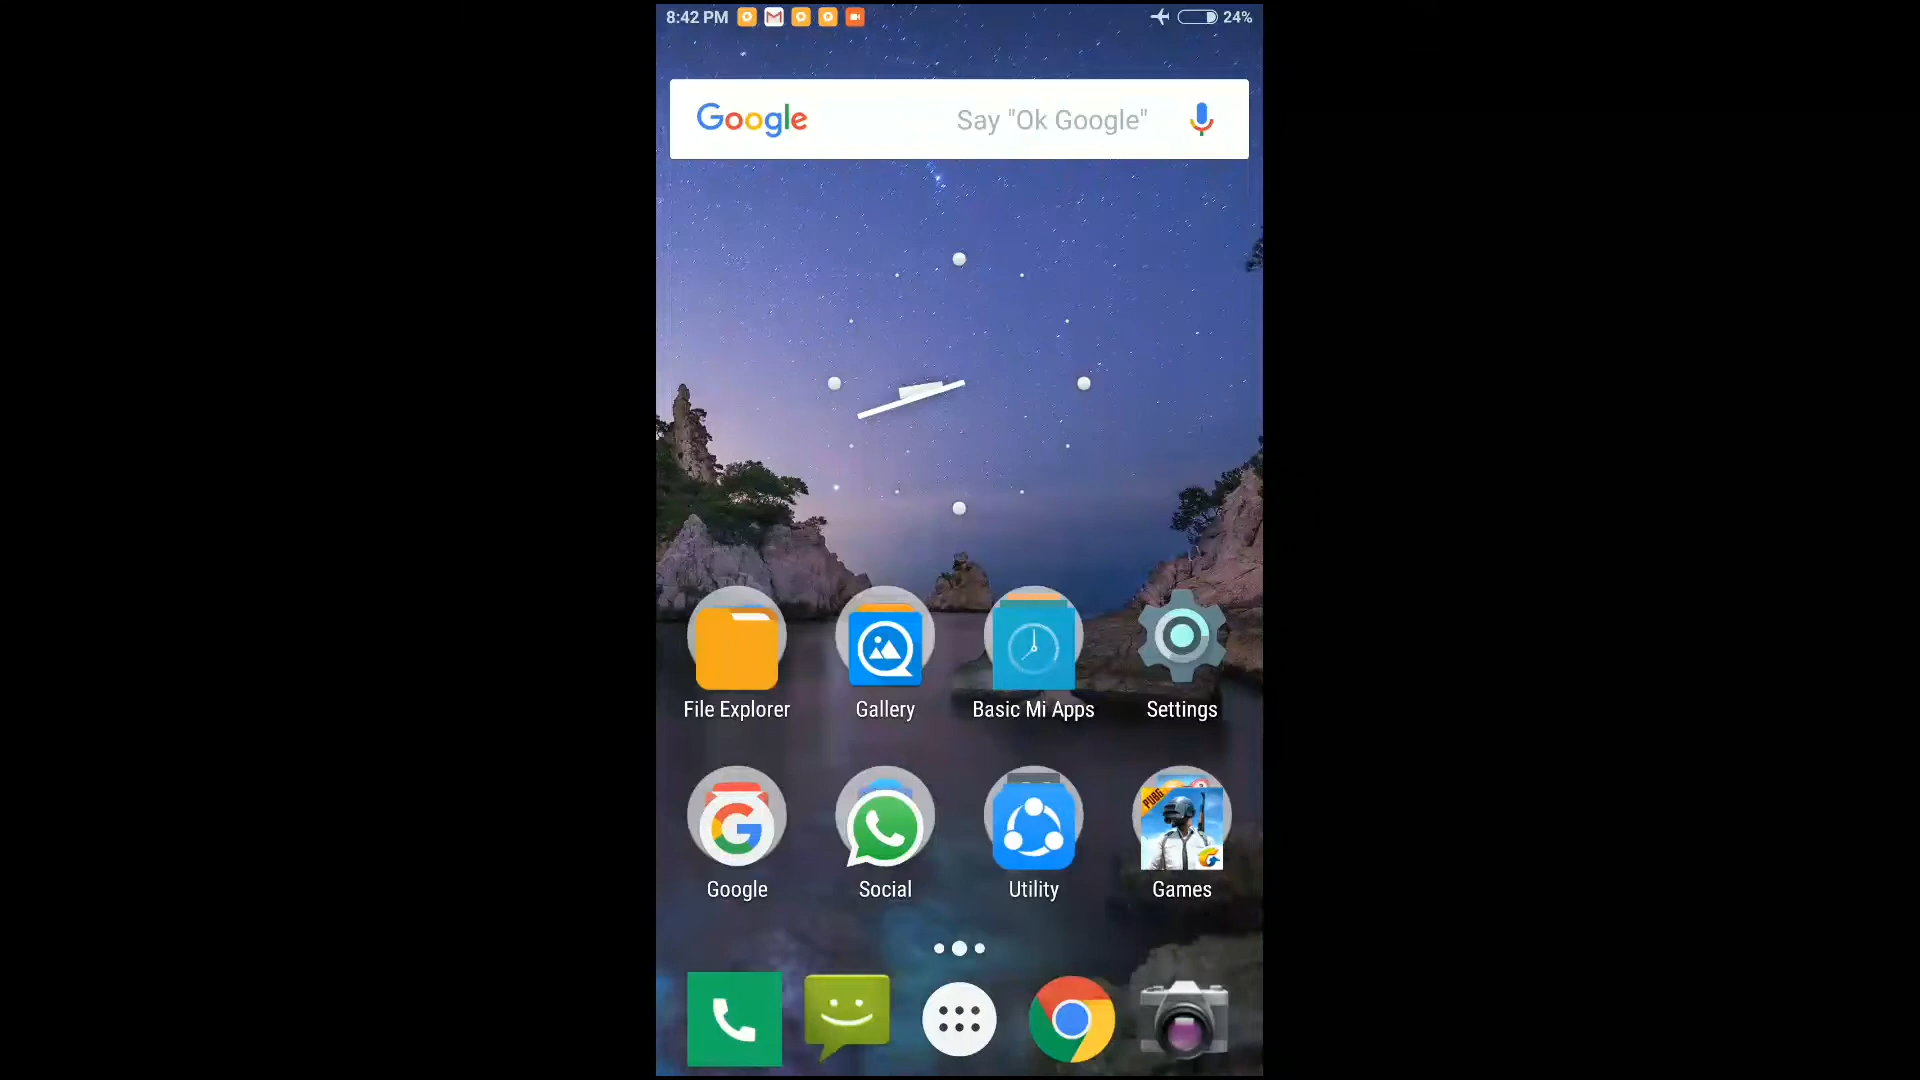 8:42 PM 24%
Google Say "Ok Google"
File Explorer Gallery Basic Mi Apps Settings
PUBG
Google Social Utility Games